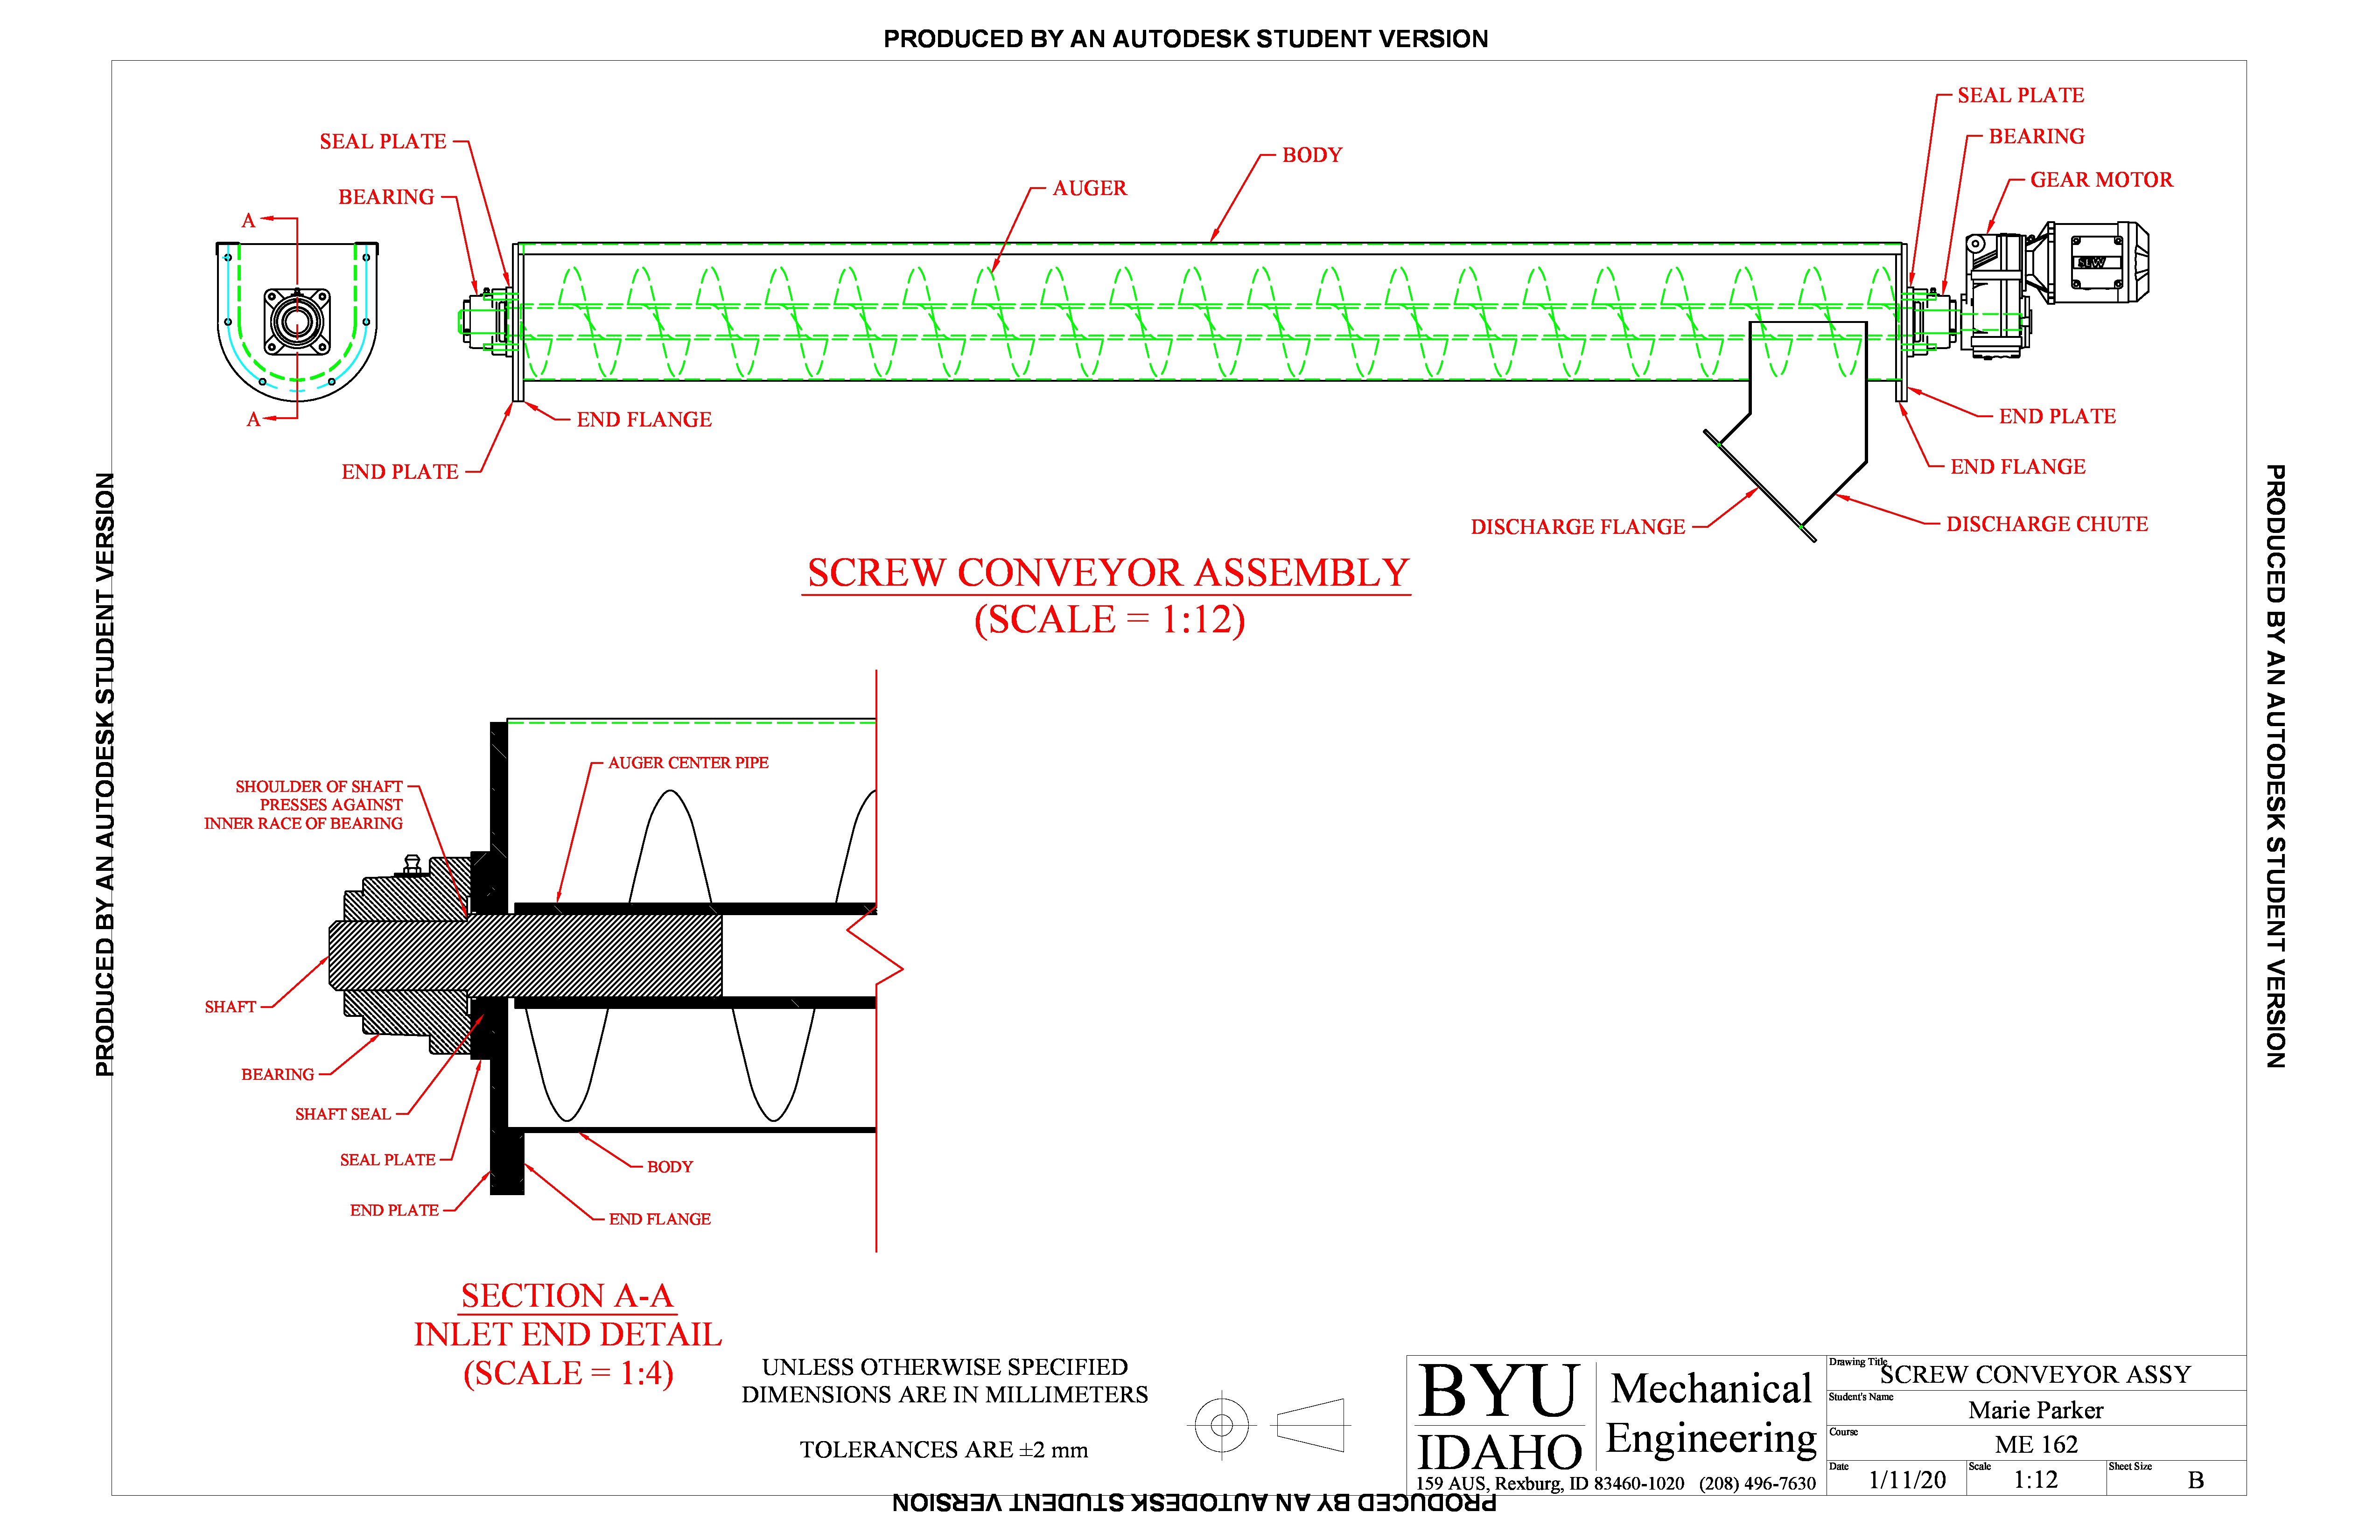 PRODUCED BY AN AUTODESK STUDENT VERSION
SEAL PLATE
SEAL PLATE
BEARING
BODY
GEAR MOTOR
AUGER
BEARING
A
SEW
A
END FLANGE
END PLATE
END PLATE
END FLANGE
DISCHARGE FLANGE
DISCHARGE CHUTE
SCREW CONVEYOR ASSEMBLY
(SCALE = 1:12)
PRODUCED BY AN AUTODESK STUDENT VERSION
PRODUCED BY AN AUTODESK STUDENT VERSION
AUGER CENTER PIPE
SHOULDER OF SHAFT
PRESSES AGAINST
INNER RACE OF BEARING
SHAFT
BEARING
SHAFT SEAL
SEAL PLATE
BODY
END PLATE
END FLANGE
SECTION A-A
INLET END DETAIL
(SCALE = 1:4)
UNLESS OTHERWISE SPECIFIED
DIMENSIONS ARE IN MILLIMETERS
TOLERANCES ARE ±2 mm
BYU
IDAHO
Mechanical
Engineering
159 AUS, Rexburg, ID 83460-1020 (208) 496-7630
Drawing Title
SCREW CONVEYOR ASSY
Student's Name
Marie Parker
Course
ME 162
Date
1/11/20
Scale
1:12
Sheet Size
B
PRODUCED BY AN AUTODESK STUDENT VERSION